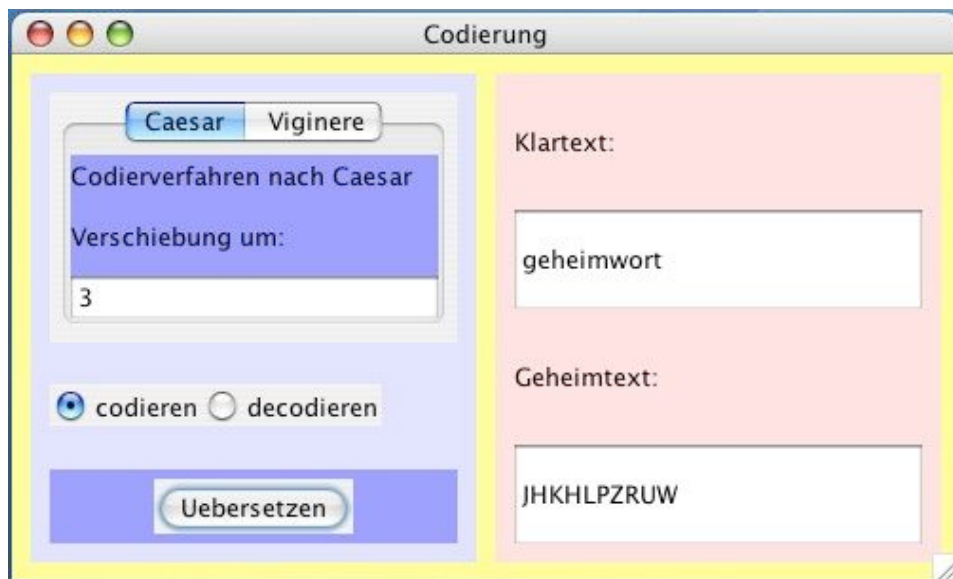 Codierung
Caesar Viginere
Codierverfahren nach Caesar
Verschiebung um:
3
codieren decodieren
Uebersetzen
Klartext:
geheimwort
Geheimtext:
JHKHLPZRUW